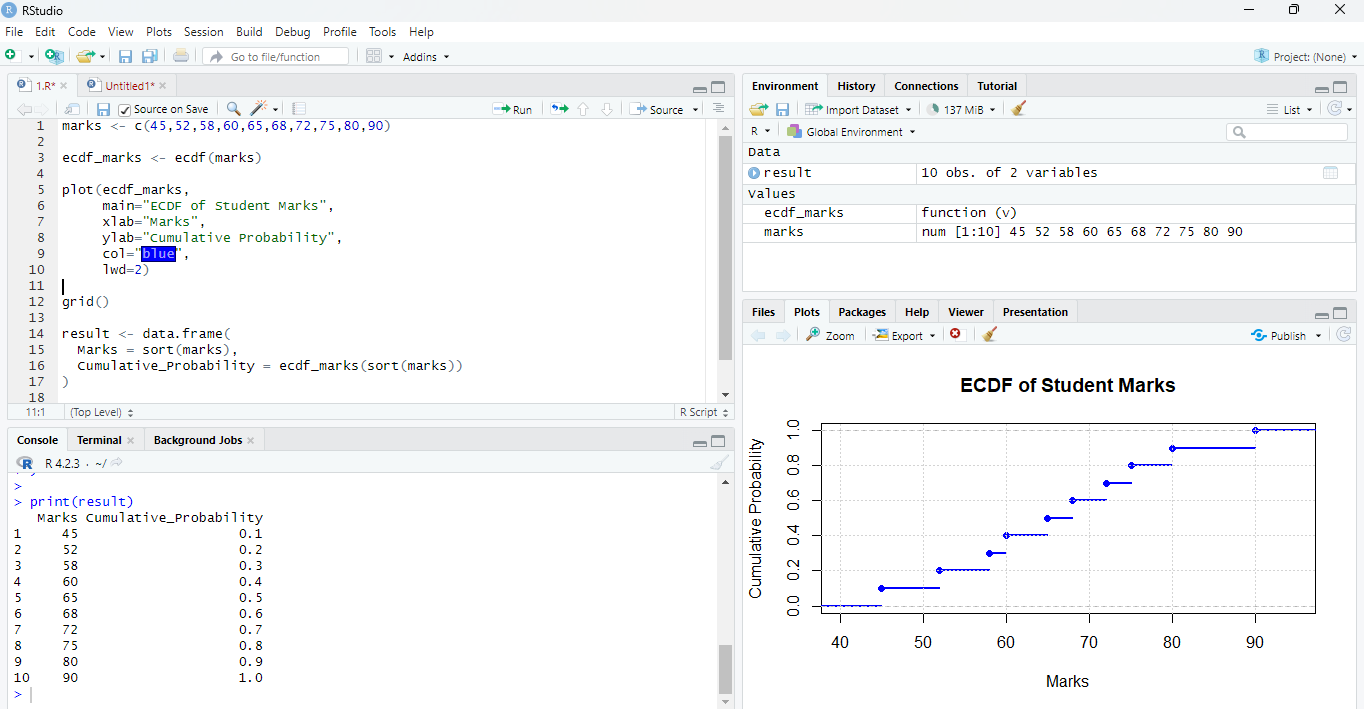 RStudio
File Edit Code View Plots Session Build Debug Profile Tools Help
Go to file/function Addins Project: (None)
1.R* Untitled1*
Source on Save Run Source
1 marks <- c(45,52,58,60,65,68,72,75,80,90)
2
3 ecdf_marks <- ecdf(marks)
4
5 plot(ecdf_marks,
6 main="ECDF of Student Marks",
7 xlab="Marks",
8 ylab="Cumulative Probability",
9 col="blue",
10 lwd=2)
11
12 grid()
13
14 result <- data.frame(
15 Marks = sort(marks),
16 Cumulative_Probability = ecdf_marks(sort(marks))
17 )
18
11:1 (Top Level) R Script
Console Terminal Background Jobs
R 4.2.3 · ~/
>
> print(result)
Marks Cumulative_Probability
1 45 0.1
2 52 0.2
3 58 0.3
4 60 0.4
5 65 0.5
6 68 0.6
7 72 0.7
8 75 0.8
9 80 0.9
10 90 1.0
>
Environment History Connections Tutorial
Import Dataset 137 MiB List
R Global Environment
Data
result 10 obs. of 2 variables
Values
ecdf_marks function (v)
marks num [1:10] 45 52 58 60 65 68 72 75 80 90
Files Plots Packages Help Viewer Presentation
Zoom Export Publish
ECDF of Student Marks
Cumulative Probability
1.0
0.8
0.6
0.4
0.2
0.0
40 50 60 70 80 90
Marks